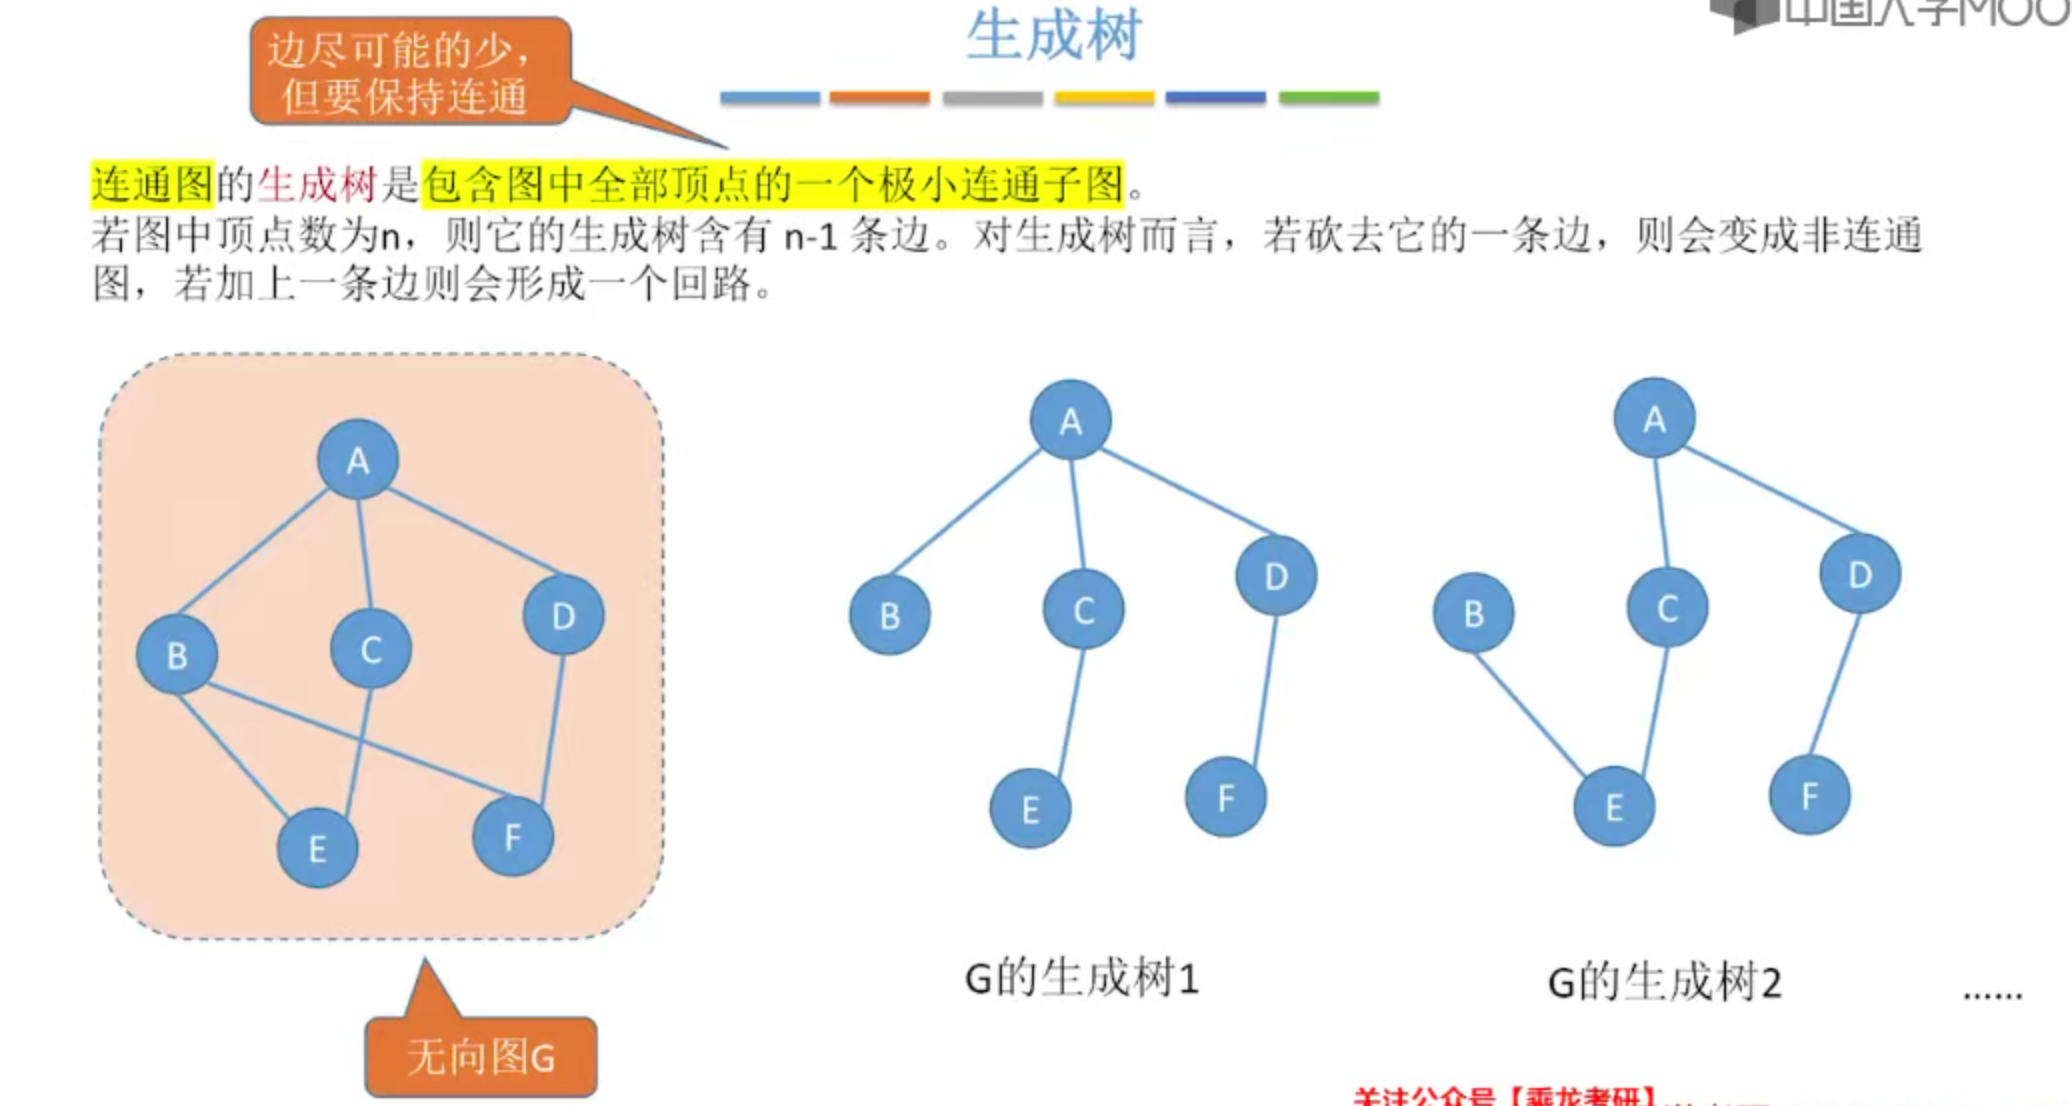 生成树
中国大学MOO
边尽可能的少，
但要保持连通
连通图的生成树是包含图中全部顶点的一个极小连通子图。
若图中顶点数为n，则它的生成树含有 n-1 条边。对生成树而言，若砍去它的一条边，则会变成非连通
图，若加上一条边则会形成一个回路。
A
B
C
D
E
F
无向图G
A
B
C
D
E
F
G的生成树1
A
B
C
D
E
F
G的生成树2
……
关注公众号【乘龙考研】